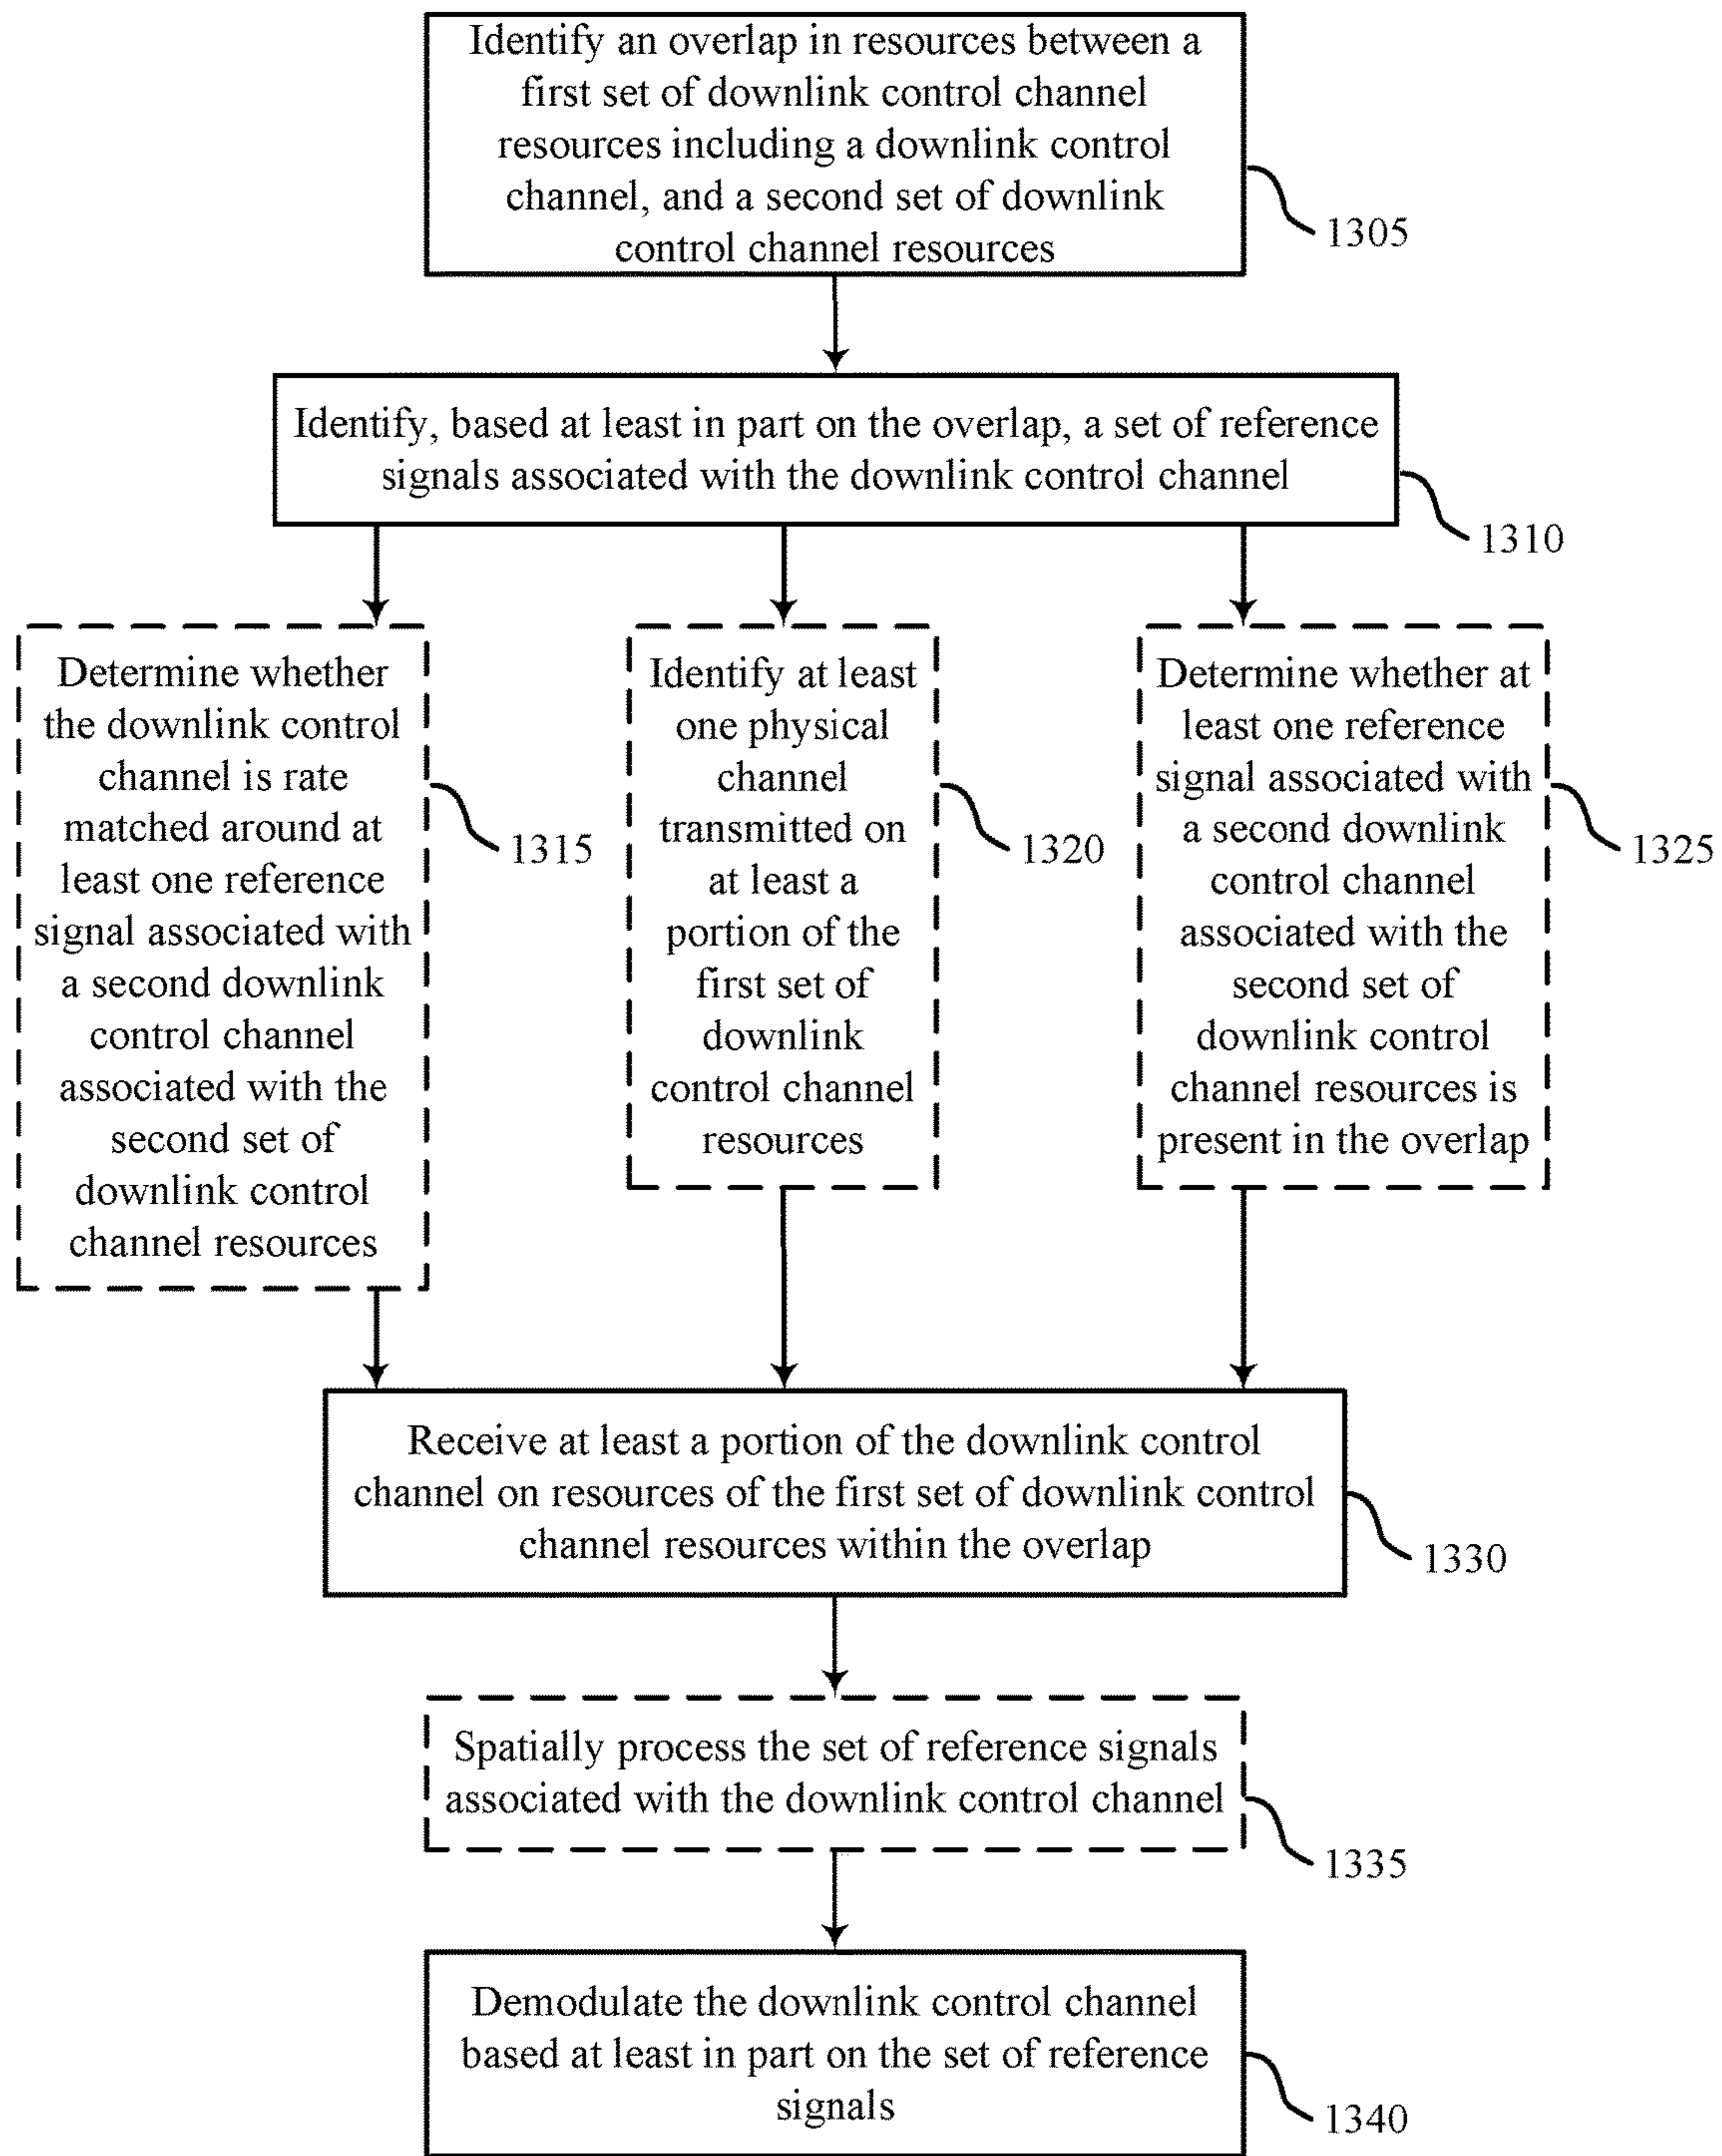 Identify an overlap in resources between a
first set of downlink control channel
resources including a downlink control
channel, and a second set of downlink
control channel resources
1305
Identify, based at least in part on the overlap, a set of reference
signals associated with the downlink control channel
1310
Determine whether
the downlink control
channel is rate
matched around at
least one reference
signal associated with
a second downlink
control channel
associated with the
second set of
downlink control
channel resources
1315
Identify at least
one physical
channel
transmitted on
at least a
portion of the
first set of
downlink
control channel
resources
1320
Determine whether at
least one reference
signal associated with
a second downlink
control channel
associated with the
second set of
downlink control
channel resources is
present in the overlap
1325
Receive at least a portion of the downlink control
channel on resources of the first set of downlink control
channel resources within the overlap
1330
Spatially process the set of reference signals
associated with the downlink control channel
1335
Demodulate the downlink control channel
based at least in part on the set of reference
signals
1340